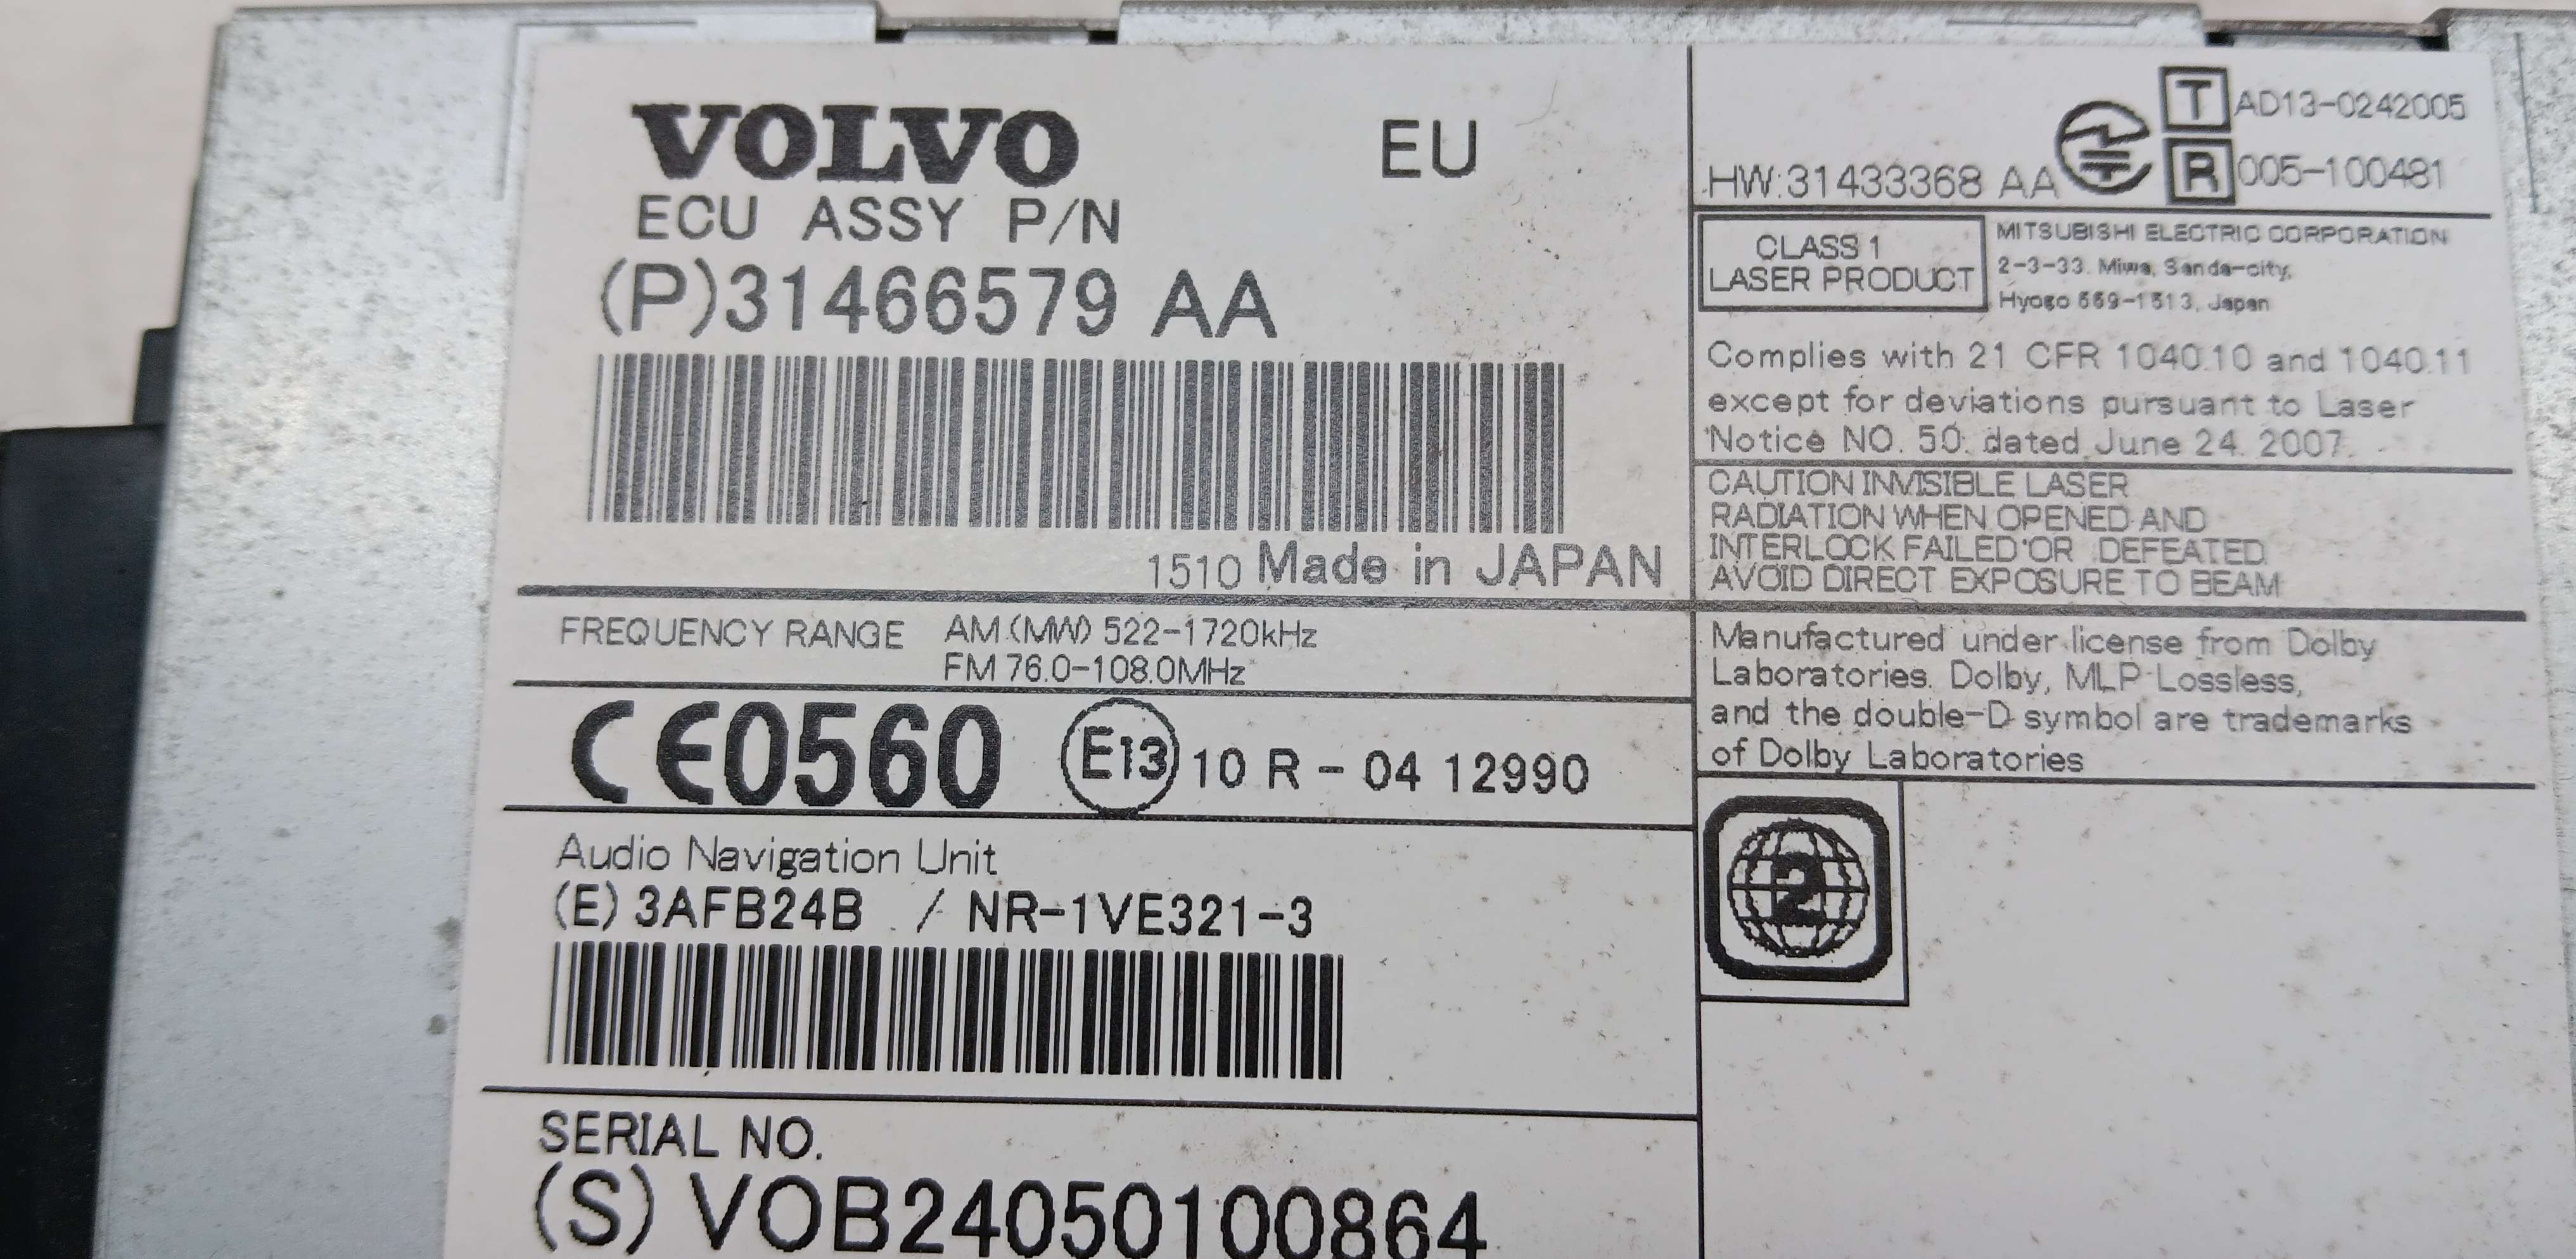 VOLVO EU
ECU ASSY P/N
(P)31466579 AA
1510 Made in JAPAN
FREQUENCY RANGE AM (MW) 522-1720kHz
FM 76.0-108.0MHz
CE0560 E13 10 R - 04 12990
Audio Navigation Unit
(E) 3AFB24B / NR-1VE321-3
SERIAL NO.
(S) VOB24050100864
T AD13-0242005
HW:31433368 AA R 005-100481
CLASS 1
LASER PRODUCT
MITSUBISHI ELECTRIC CORPORATION
2-3-33. Miwa, Sanda-city,
Hyogo 669-1513, Japan
Complies with 21 CFR 1040.10 and 1040.11
except for deviations pursuant to Laser
Notice NO. 50. dated June 24. 2007.
CAUTION INVISIBLE LASER
RADIATION WHEN OPENED AND
INTERLOCK FAILED OR DEFEATED.
AVOID DIRECT EXPOSURE TO BEAM
Manufactured under license from Dolby
Laboratories. Dolby, MLP Lossless,
and the double-D symbol are trademarks
of Dolby Laboratories
2